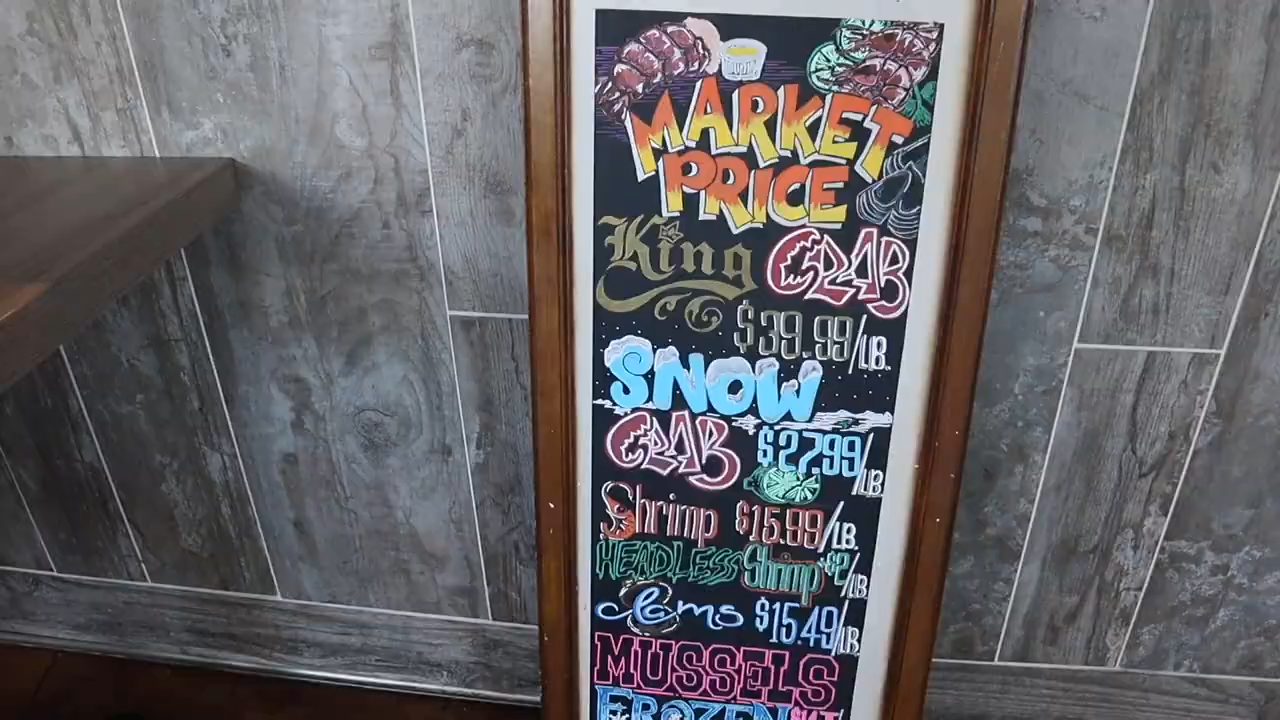 MARKET
PRICE
King CRAB
$39.99/LB.
SNOW
CRAB $27.99/LB.
Shrimp $15.99/LB.
HEADLESS Shrimp +$2/LB.
Clams $15.49/LB.
MUSSELS
FROZEN